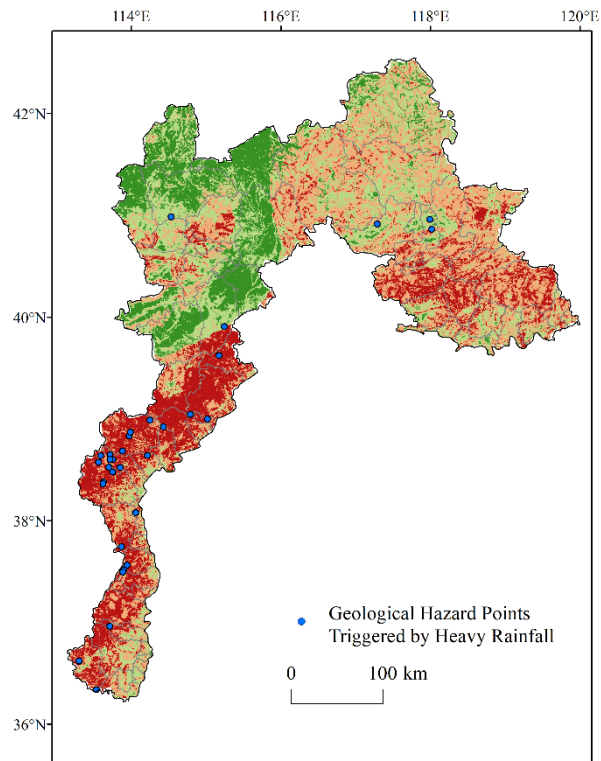 114°E 116°E 118°E 120°E
42°N
40°N
38°N
36°N
Geological Hazard Points
Triggered by Heavy Rainfall
0 100 km